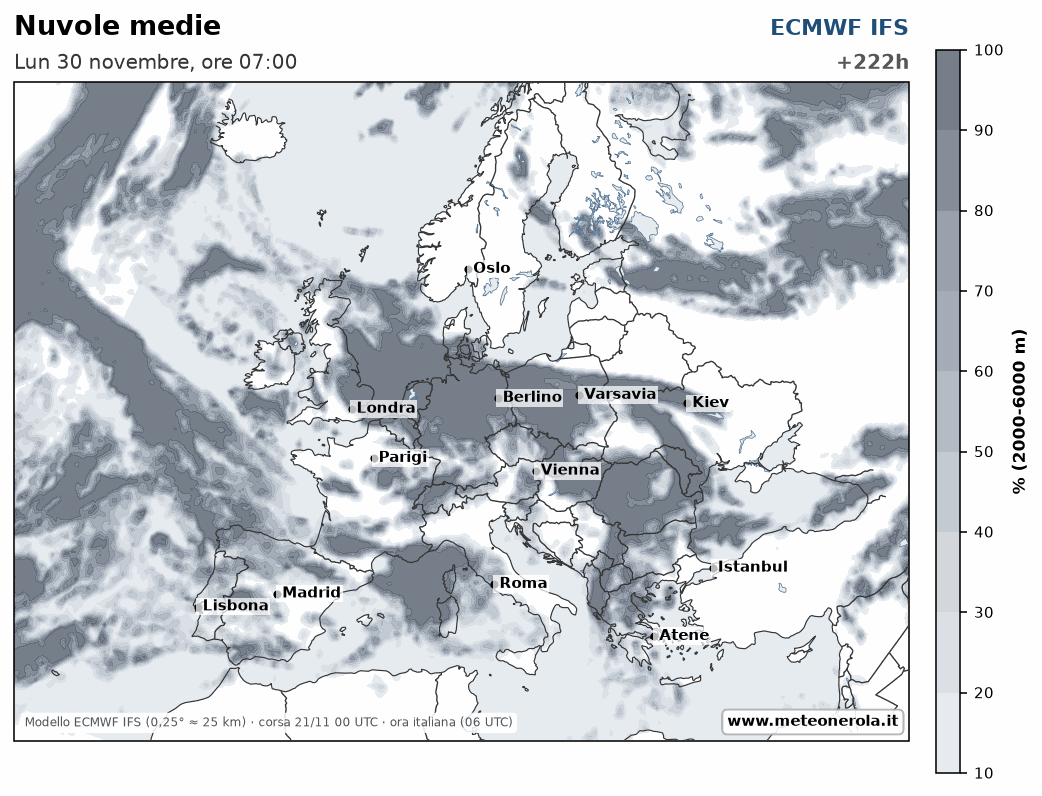 Nuvole medie
ECMWF IFS
Lun 30 novembre, ore 07:00
+222h
100
90
80
70
60
50
40
30
20
10
% (2000-6000 m)
Oslo
Londra
Berlino
Varsavia
Kiev
Parigi
Vienna
Istanbul
Roma
Madrid
Lisbona
Atene
Modello ECMWF IFS (0,25° ≈ 25 km) · corsa 21/11 00 UTC · ora italiana (06 UTC)
www.meteonerola.it